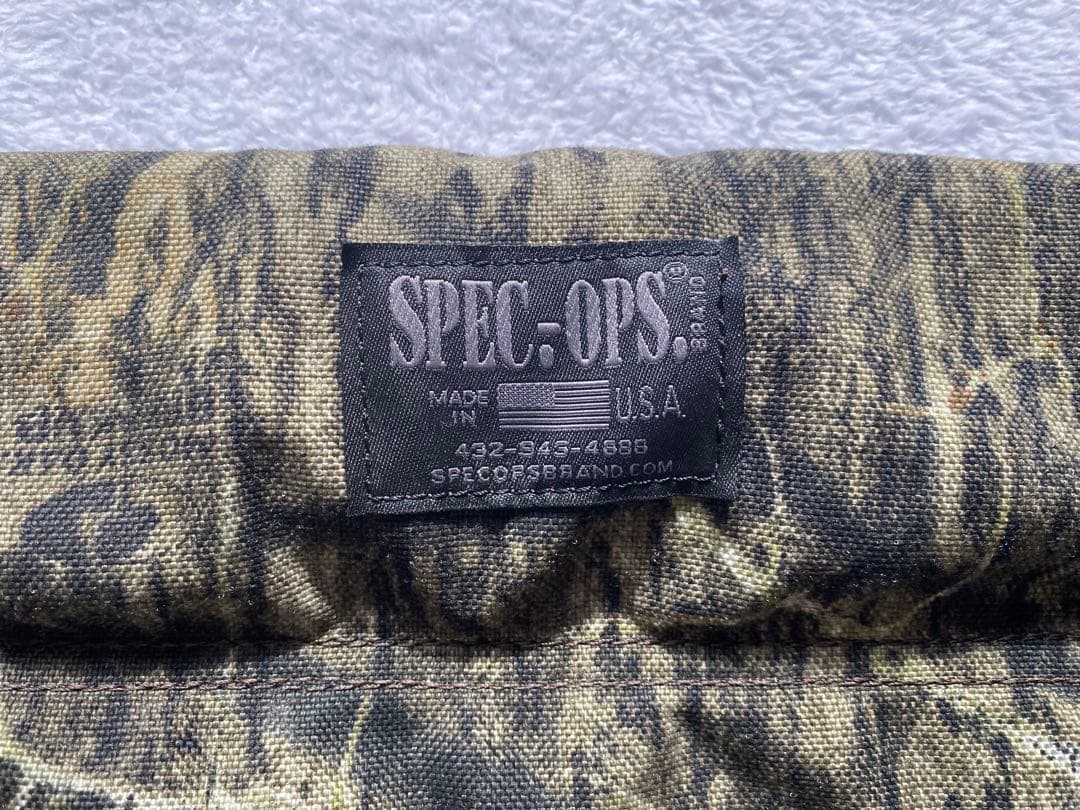 SPEC.-OPS.® BRAND
MADE IN U.S.A.
432-943-4888
SPECOPSBRAND.COM